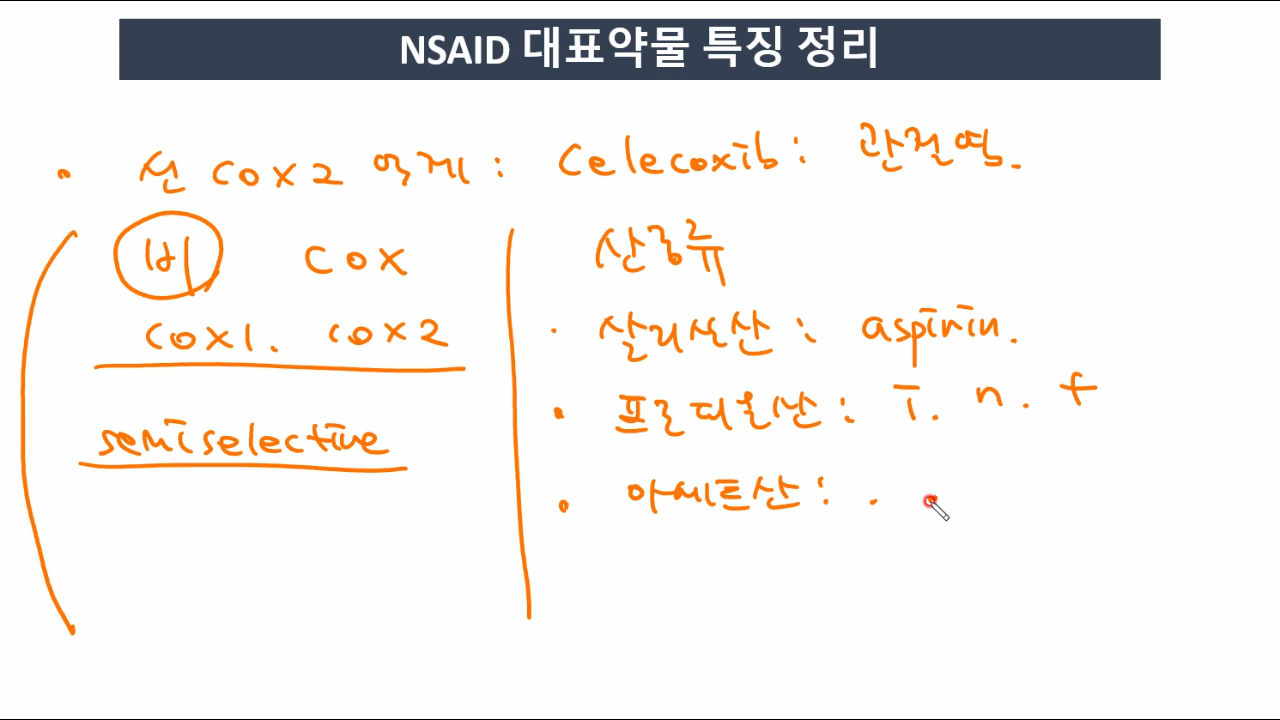 NSAID 대표약물 특징 정리
• 선 COX2 억제 : Celecoxib : 관절염.
비 COX
COX1. COX2
semiselective
산종류
· 살리실산 : aspirin.
• 프로피온산 : i. n. f
• 아세트산 : .